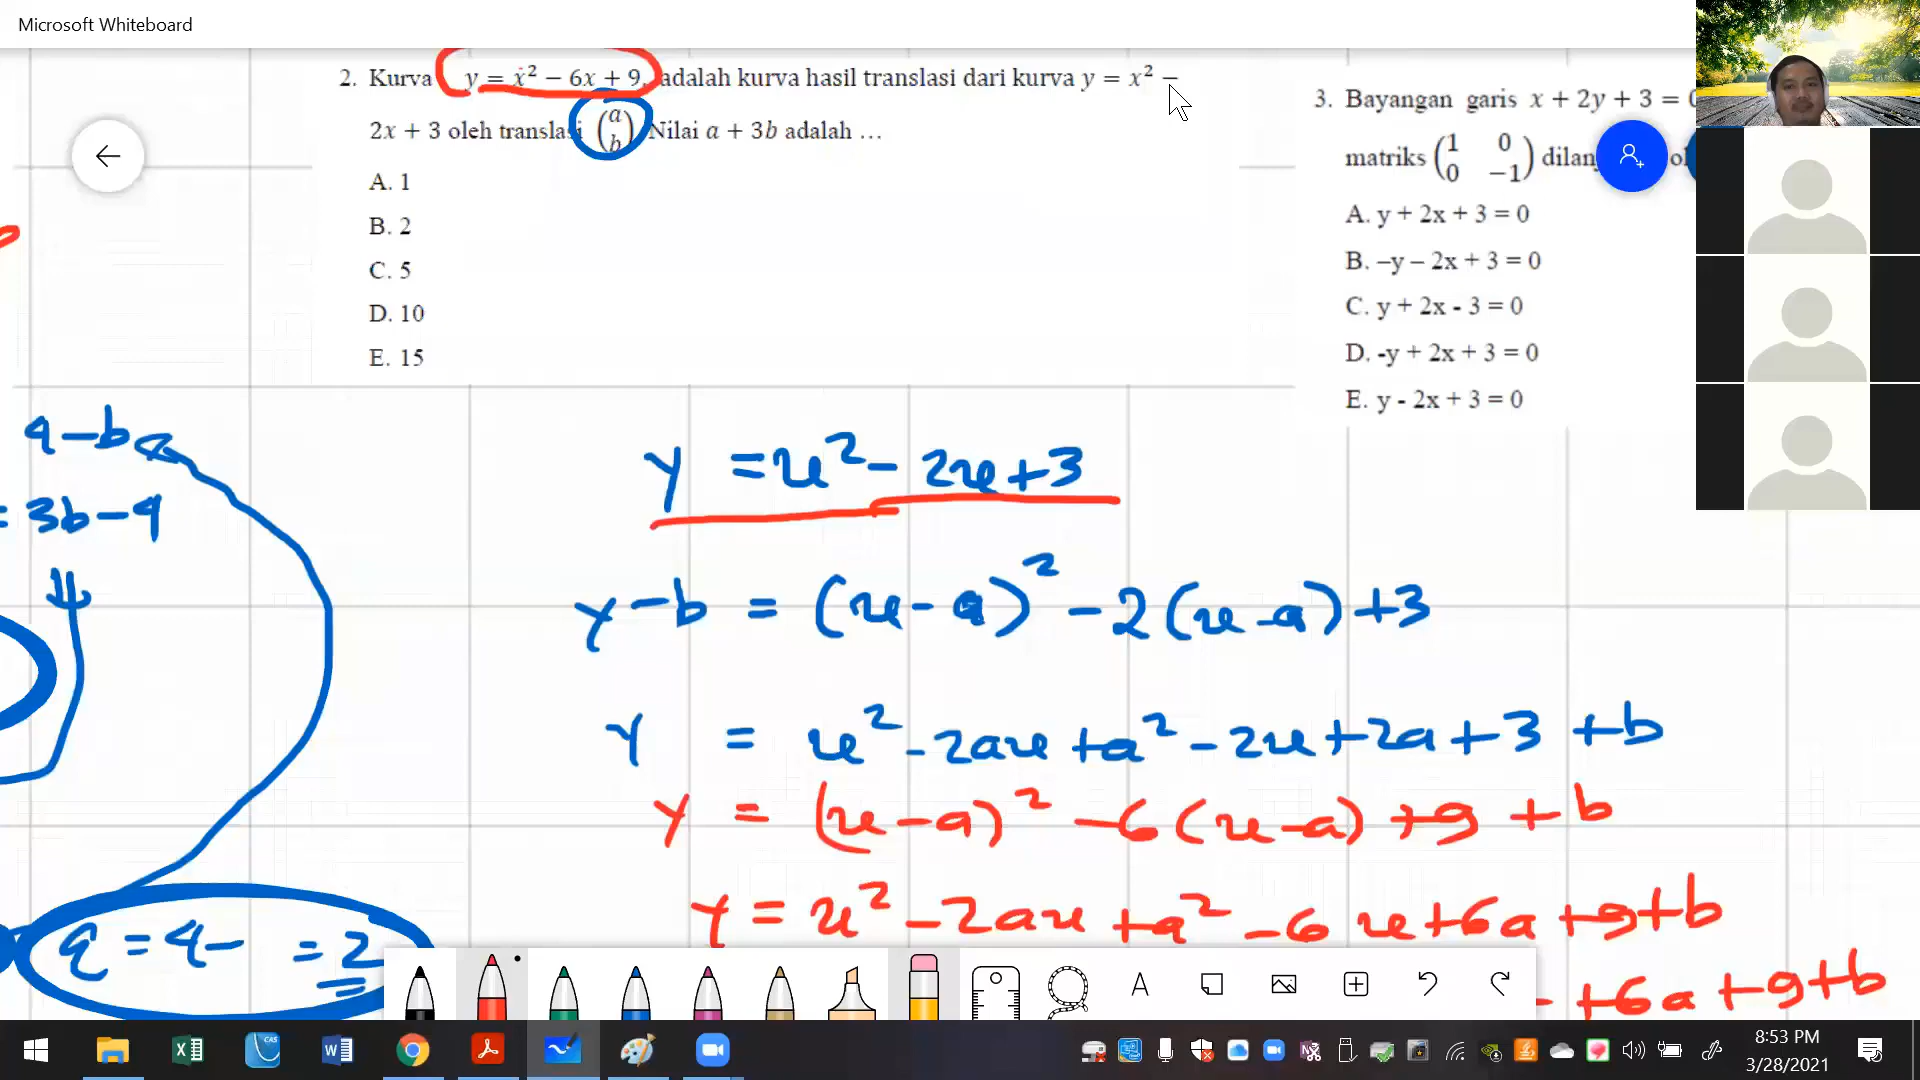 Microsoft Whiteboard
2. Kurva y = x² − 6x + 9, adalah kurva hasil translasi dari kurva y = x² −
2x + 3 oleh translasi (a b) Nilai a + 3b adalah …
A. 1
B. 2
C. 5
D. 10
E. 15
3. Bayangan garis x + 2y + 3 = 0
matriks (1 0 0 −1) dilan
A. y + 2x + 3 = 0
B. –y – 2x + 3 = 0
C. y + 2x - 3 = 0
D. -y + 2x + 3 = 0
E. y - 2x + 3 = 0
4-b
= 3b-4
a = 4- = 2
y = x² - 2x + 3
y - b = (x - a)² - 2(x - a) + 3
y = x² - 2ax + a² - 2x + 2a + 3 + b
y = (x - a)² - 6(x - a) + 9 + b
y = x² - 2ax + a² - 6x + 6a + 9 + b
+ 6a + 9 + b
8:53 PM
3/28/2021